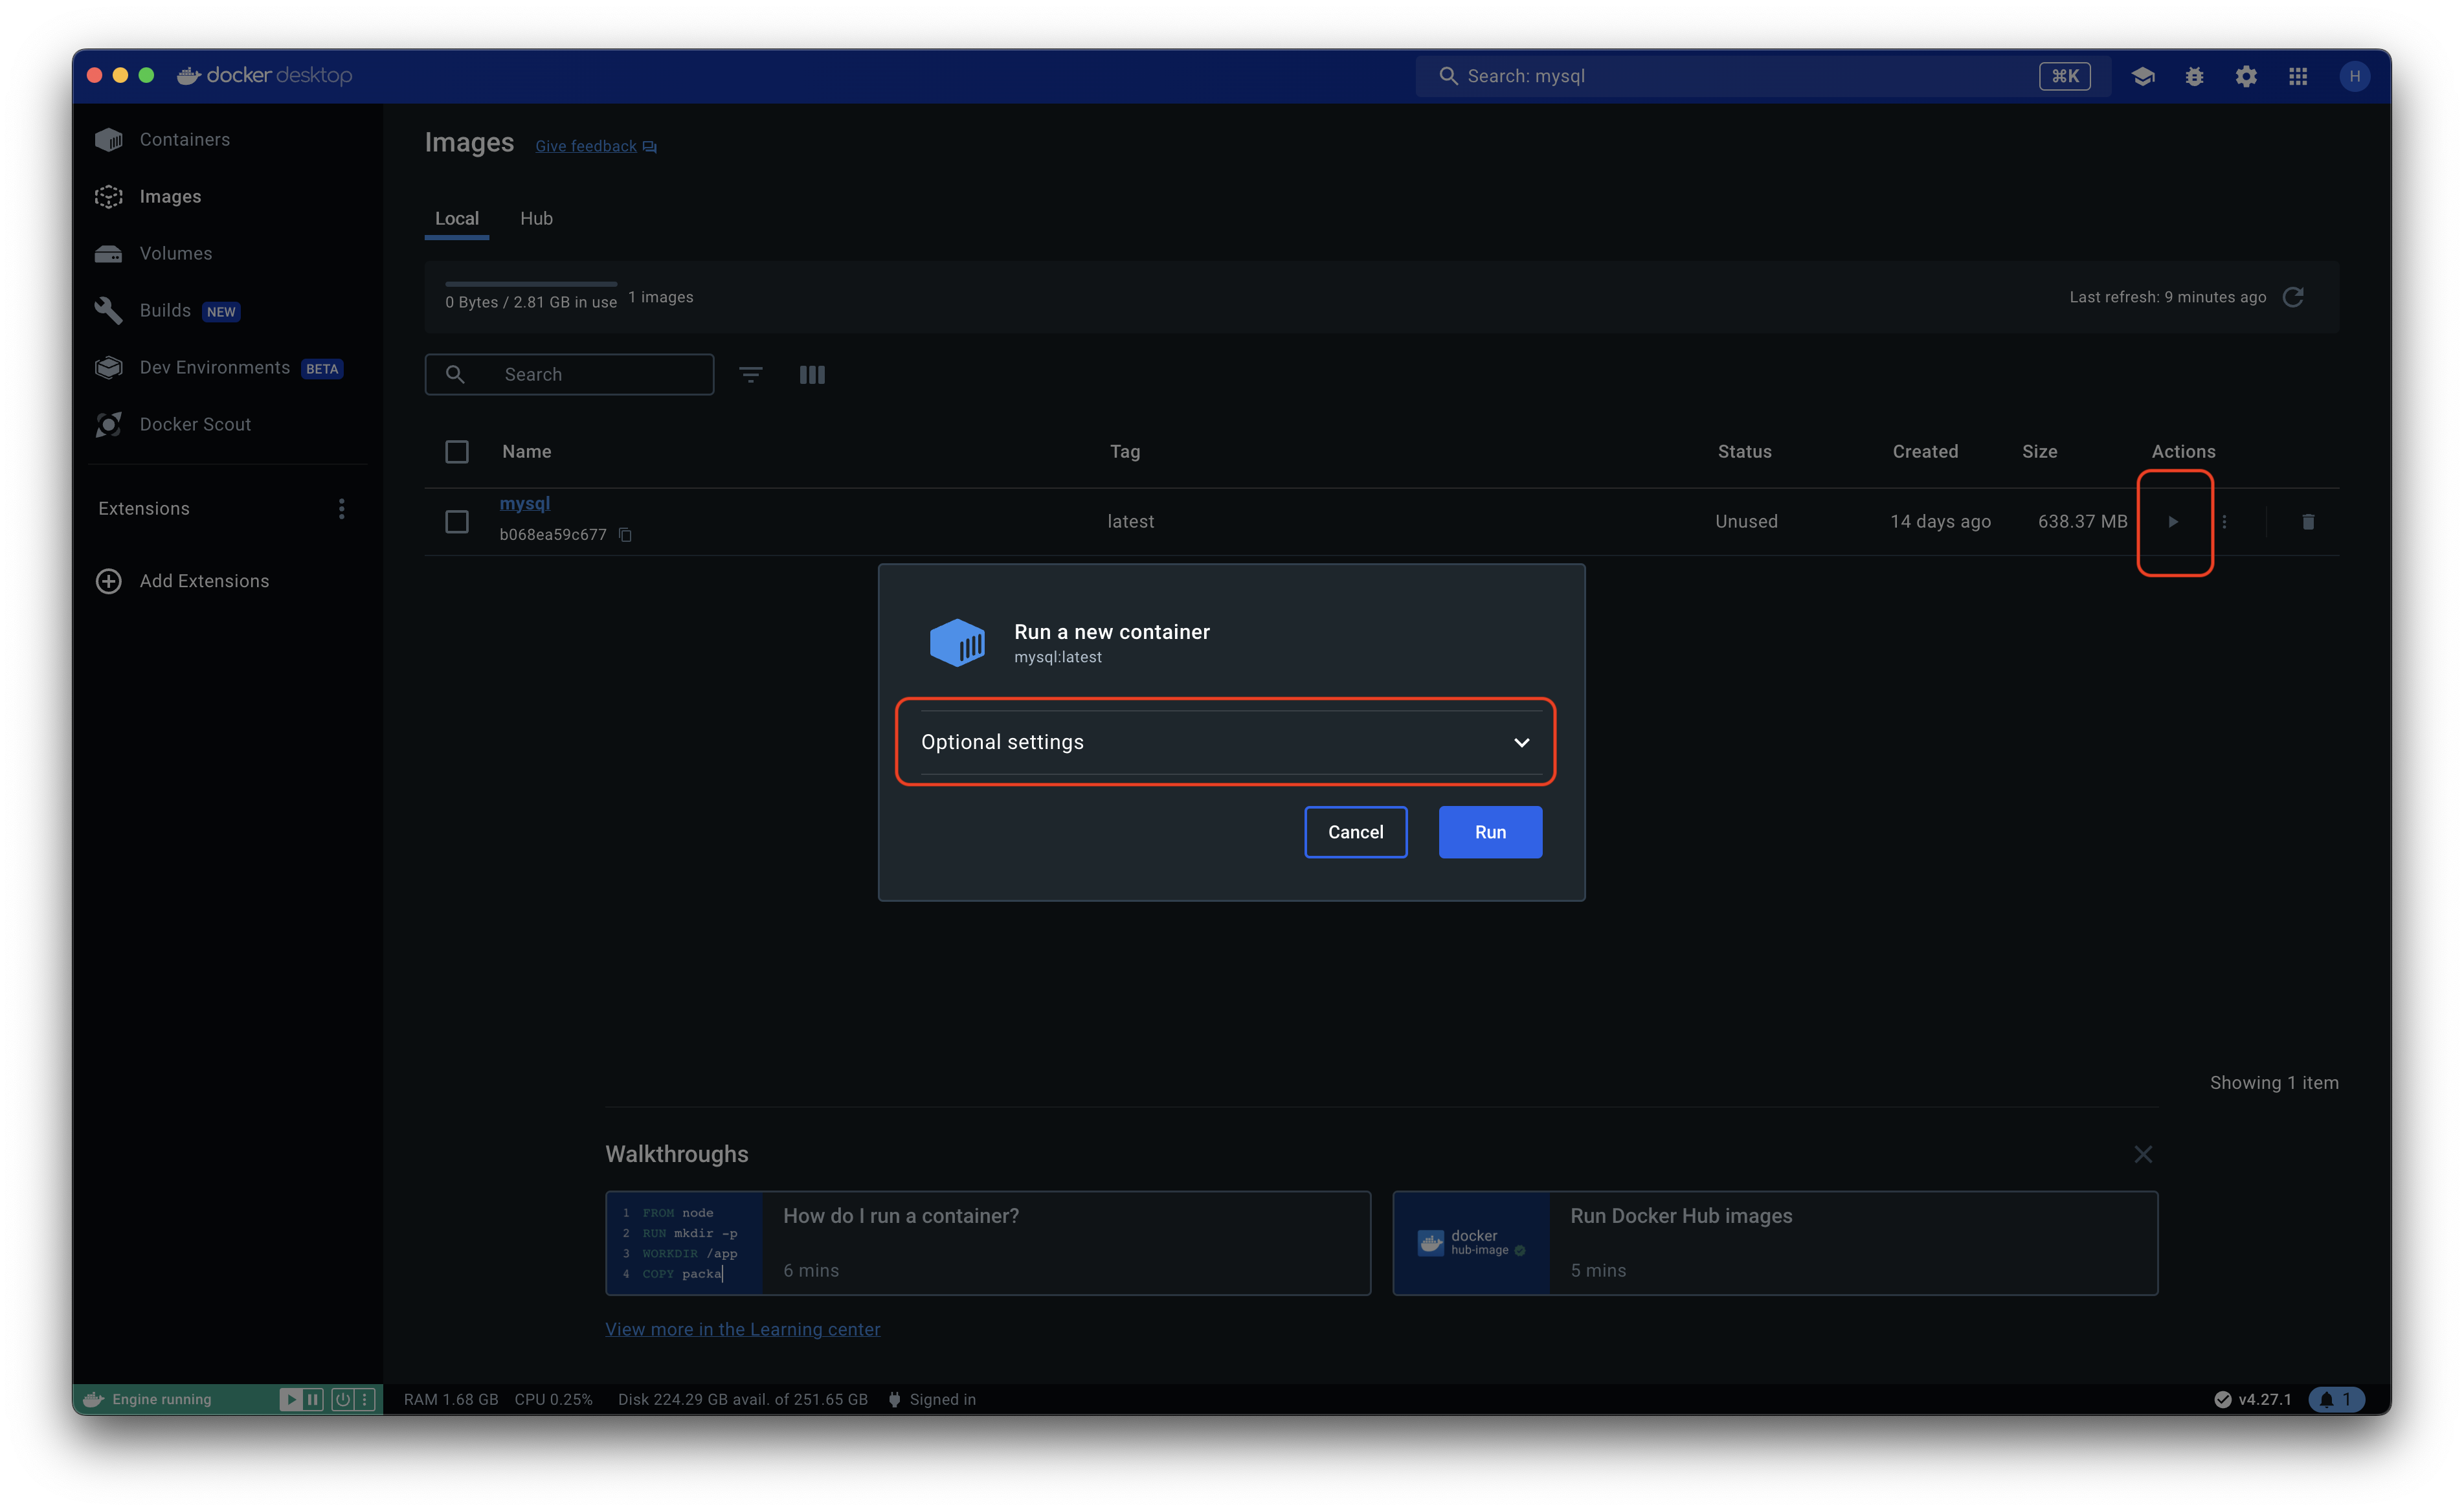 docker desktop
Search: mysql
⌘K
H
Containers
Images
Volumes
Builds NEW
Dev Environments BETA
Docker Scout
Extensions
Add Extensions
Images Give feedback
Local Hub
0 Bytes / 2.81 GB in use 1 images
Last refresh: 9 minutes ago
Search
Name Tag Status Created Size Actions
mysql
b068ea59c677
latest Unused 14 days ago 638.37 MB
Run a new container
mysql:latest
Optional settings
Cancel Run
Showing 1 item
Walkthroughs
1 FROM node
2 RUN mkdir -p
3 WORKDIR /app
4 COPY packa
How do I run a container?
6 mins
docker
hub-image
Run Docker Hub images
5 mins
View more in the Learning center
Engine running
RAM 1.68 GB CPU 0.25% Disk 224.29 GB avail. of 251.65 GB Signed in
v4.27.1 1